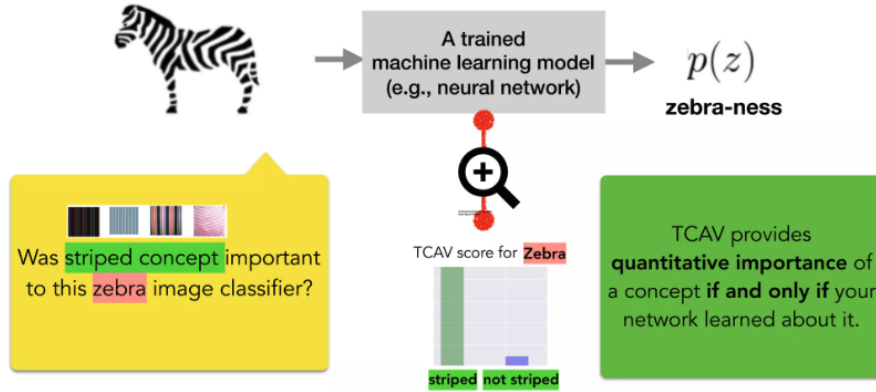 A trained
machine learning model
(e.g., neural network)
p(z)
zebra-ness
Was striped concept important
to this zebra image classifier?
TCAV score for Zebra
striped not striped
TCAV provides
quantitative importance of
a concept if and only if your
network learned about it.